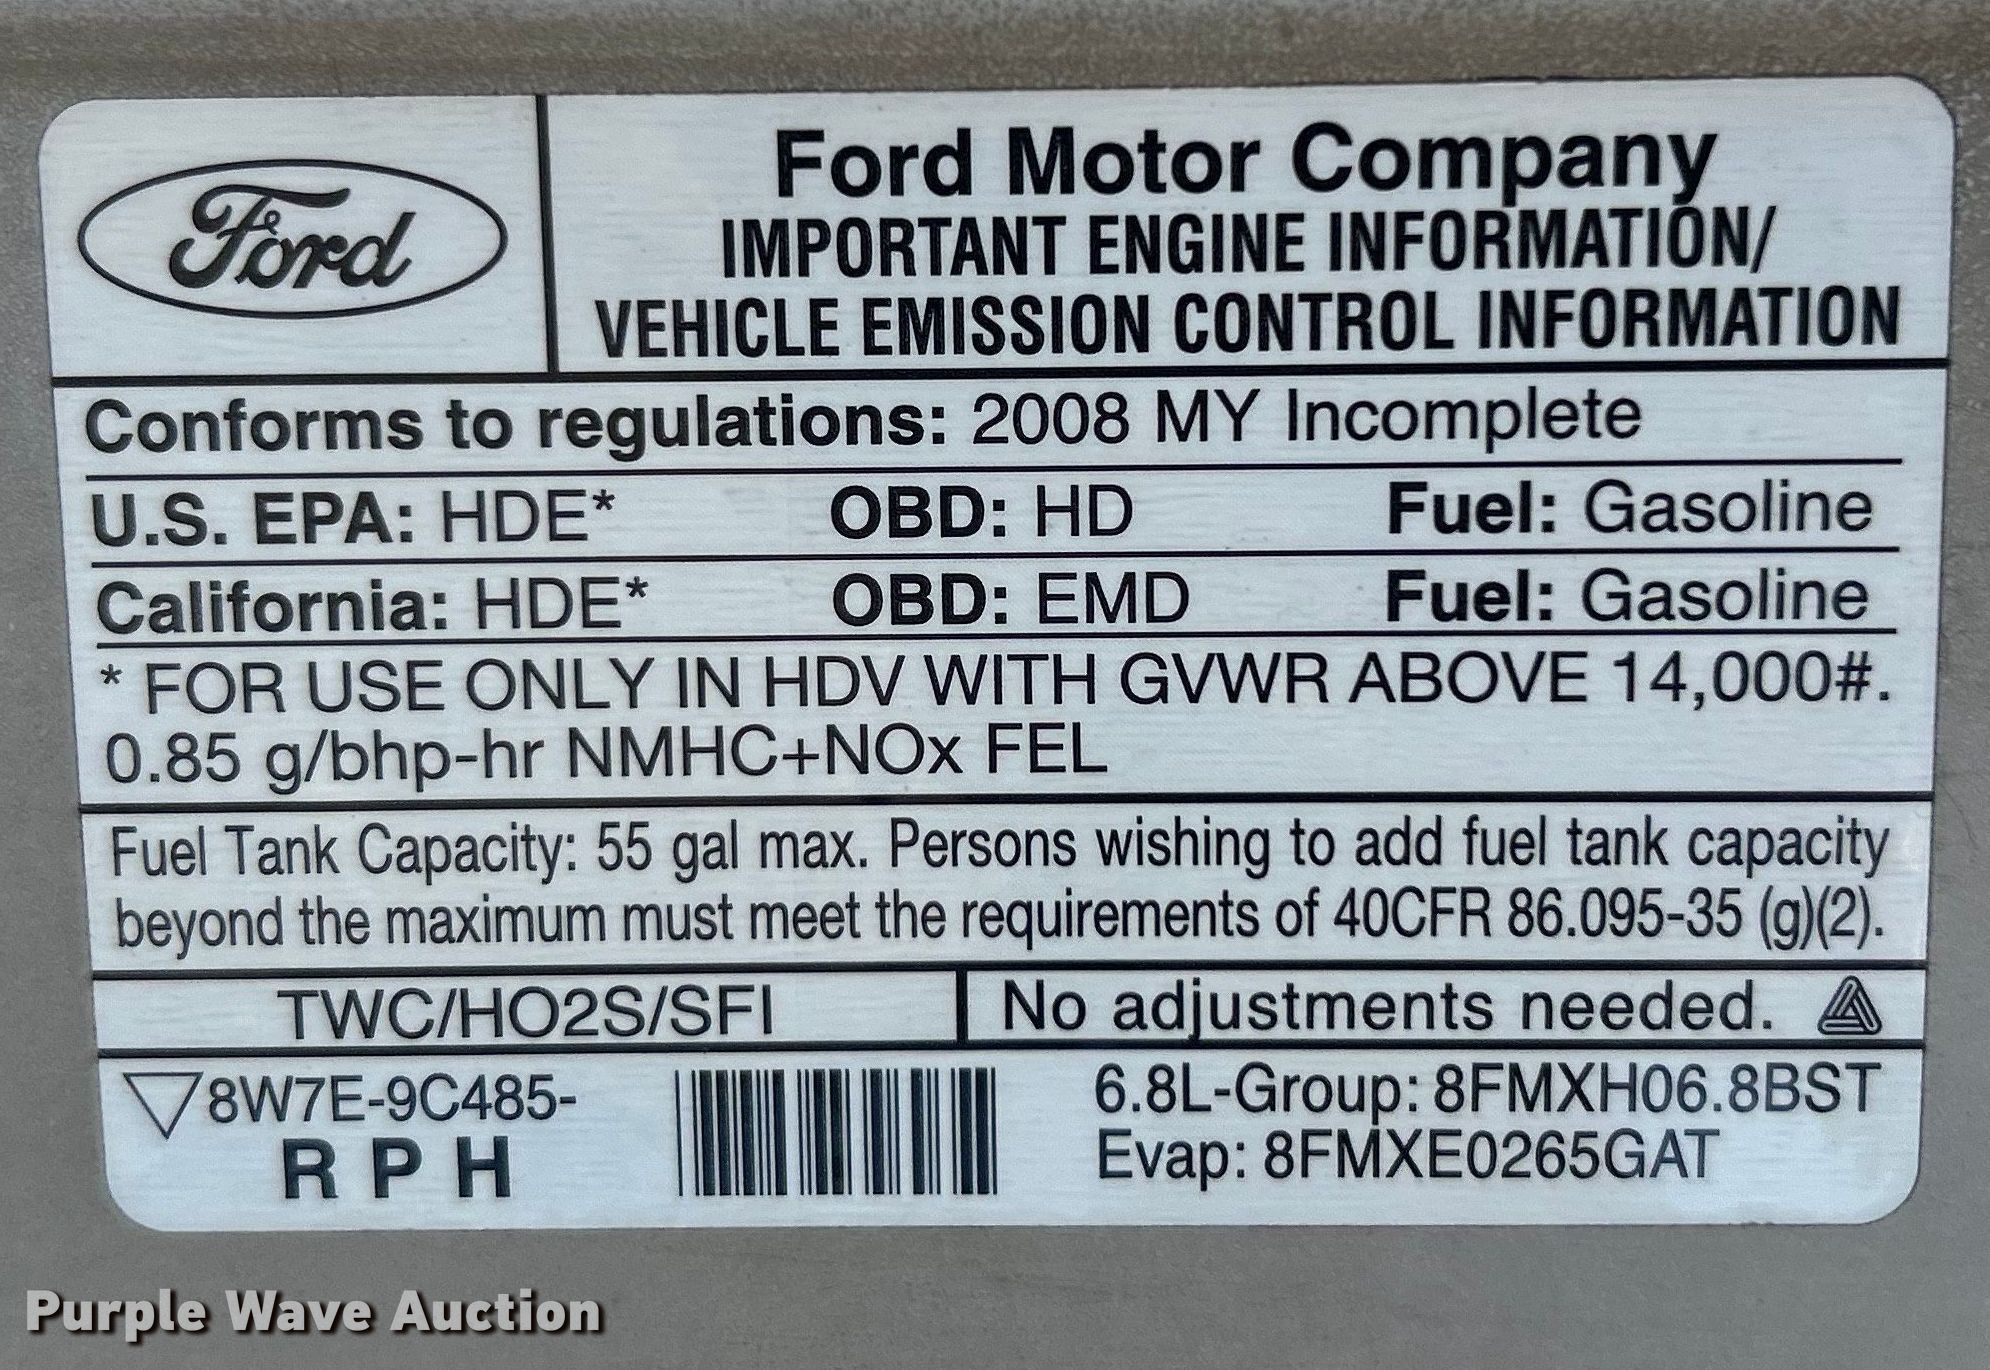 Ford
Ford Motor Company
IMPORTANT ENGINE INFORMATION/
VEHICLE EMISSION CONTROL INFORMATION
Conforms to regulations: 2008 MY Incomplete
U.S. EPA: HDE* OBD: HD Fuel: Gasoline
California: HDE* OBD: EMD Fuel: Gasoline
* FOR USE ONLY IN HDV WITH GVWR ABOVE 14,000#.
0.85 g/bhp-hr NMHC+NOx FEL
Fuel Tank Capacity: 55 gal max. Persons wishing to add fuel tank capacity
beyond the maximum must meet the requirements of 40CFR 86.095-35 (g)(2).
TWC/HO2S/SFI
No adjustments needed.
8W7E-9C485-
R P H
6.8L-Group: 8FMXH06.8BST
Evap: 8FMXE0265GAT
Purple Wave Auction